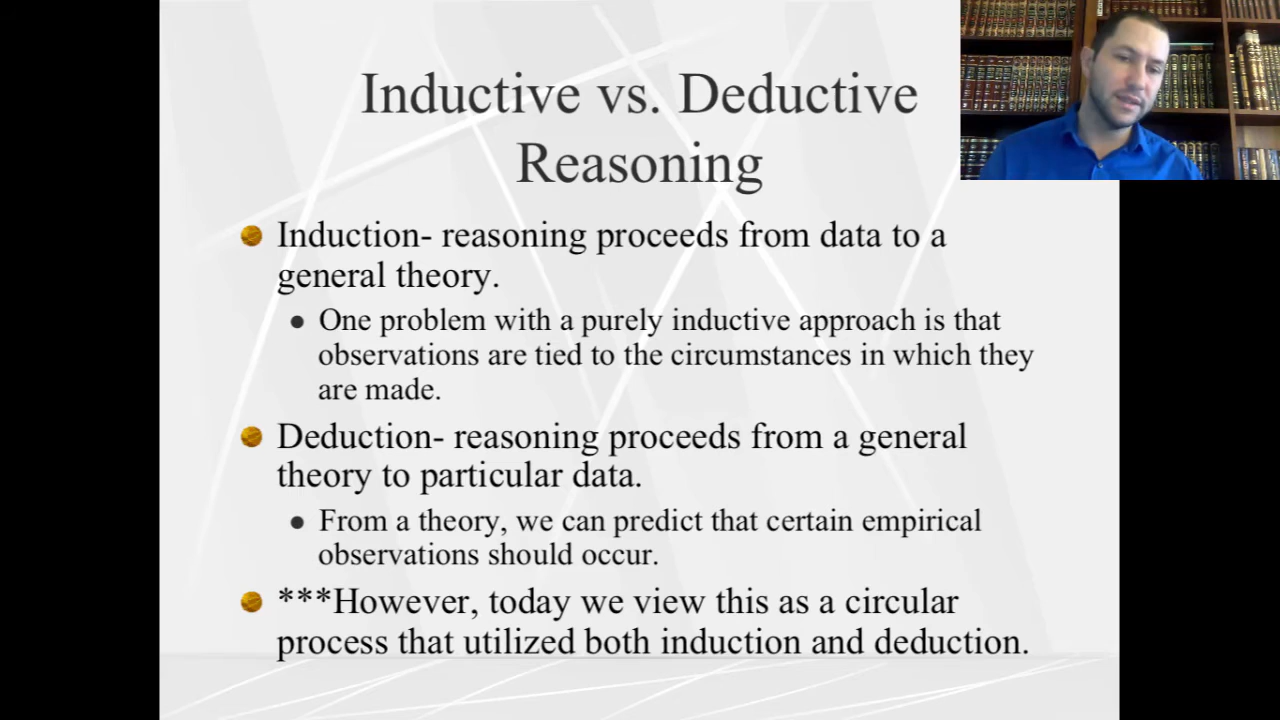 Inductive vs. Deductive
Reasoning
Induction- reasoning proceeds from data to a
general theory.
One problem with a purely inductive approach is that
observations are tied to the circumstances in which they
are made.
Deduction- reasoning proceeds from a general
theory to particular data.
From a theory, we can predict that certain empirical
observations should occur.
***However, today we view this as a circular
process that utilized both induction and deduction.